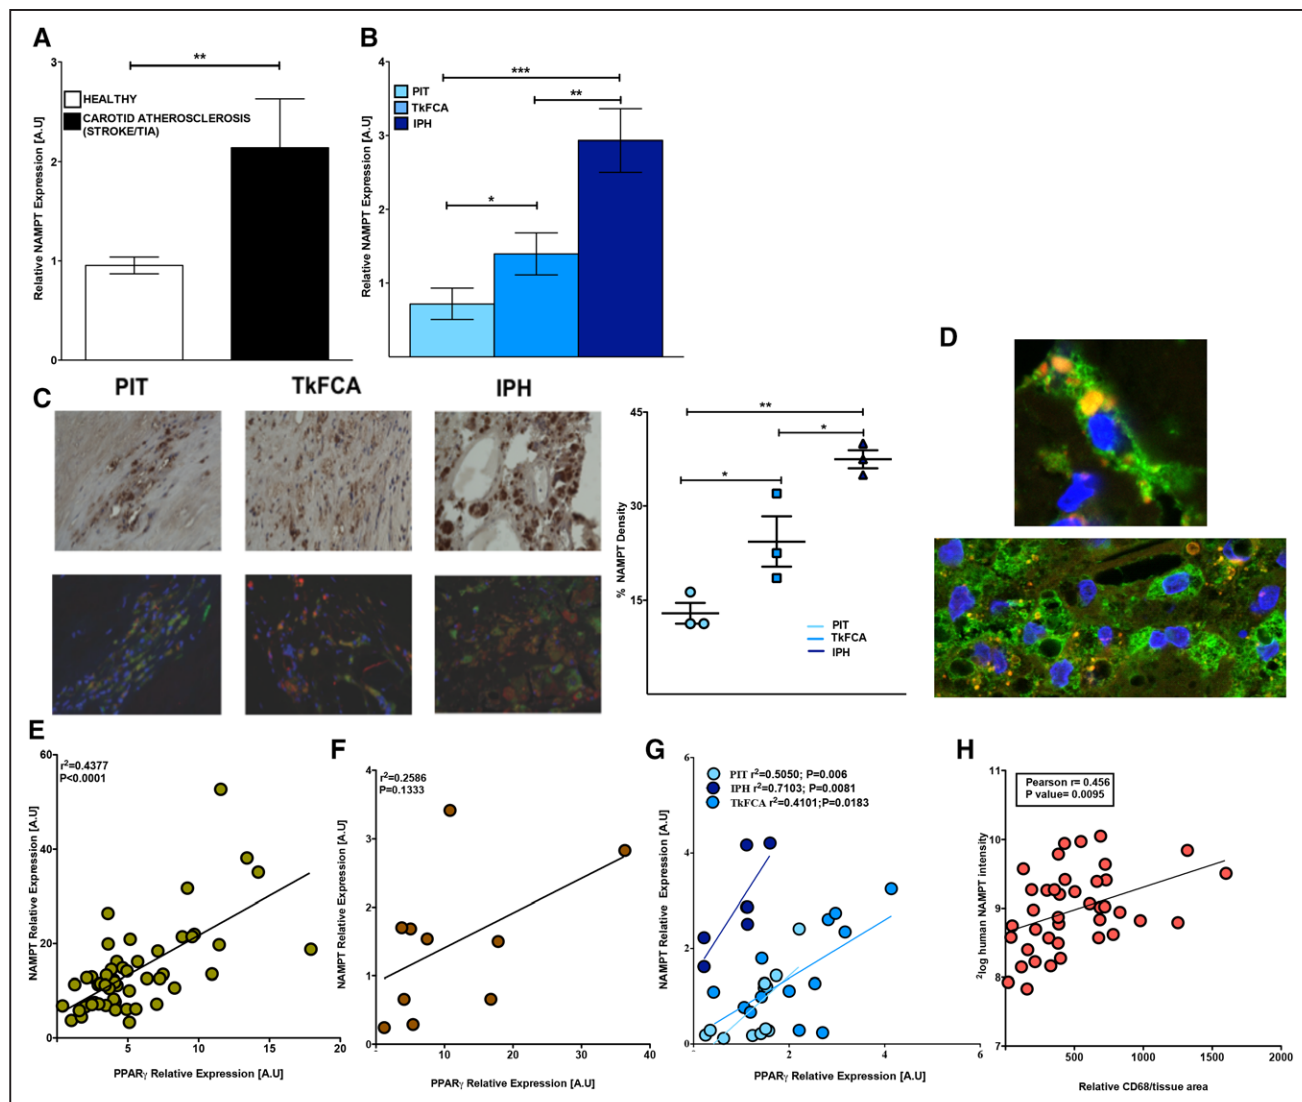 A
Relative NAMPT Expression [A.U]
3
2
1
0
**
HEALTHY
CAROTID ATHEROSCLEROSIS
(STROKE/TIA)
B
Relative NAMPT Expression [A.U]
4
3
2
1
PIT
TkFCA
IPH
***
**
*
C
PIT
TkFCA
IPH
% NAMPT Density
45
30
15
**
*
*
PIT
TkFCA
IPH
D
E
r²=0.4377
P<0.0001
NAMPT Relative Expression [A.U]
60
40
20
0
5
10
15
20
PPARγ Relative Expression [A.U]
F
r²=0.2586
P=0.1333
NAMPT Relative Expression [A.U]
4
3
2
1
0
10
20
30
40
PPARγ Relative Expression [A.U]
G
PIT r²=0.5050; P=0.006
IPH r²=0.7103; P=0.0081
TkFCA r²=0.4101;P=0.0183
NAMPT Relative Expression [A.U]
6
4
2
0
2
4
6
PPARγ Relative Expression [A.U]
H
Pearson r= 0.456
P value= 0.0095
²log human NAMPT intensity
11
10
9
8
7
500
1000
1500
2000
Relative CD68/tissue area